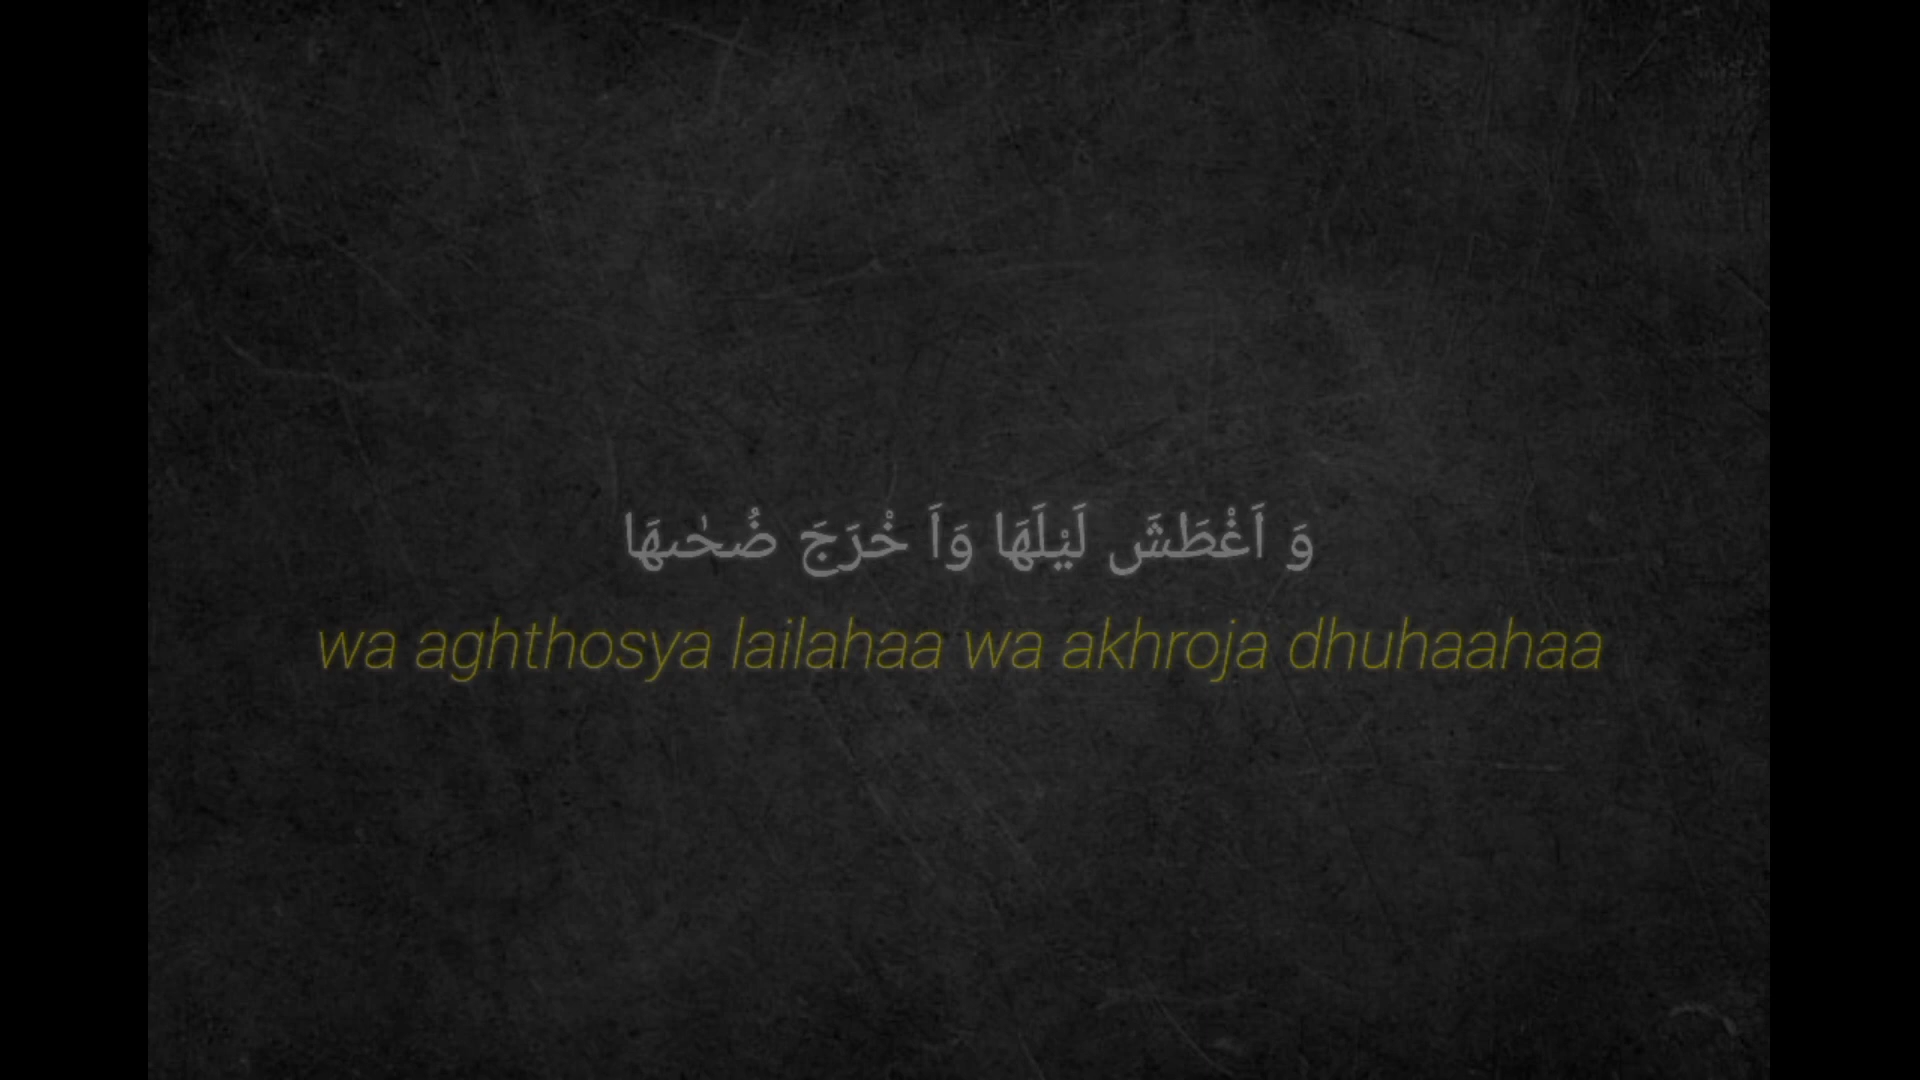 وَ اَغْطَشَ لَيْلَهَا وَاَ خْرَجَ ضُحٰىهَا
wa aghthosya lailahaa wa akhroja dhuhaahaa